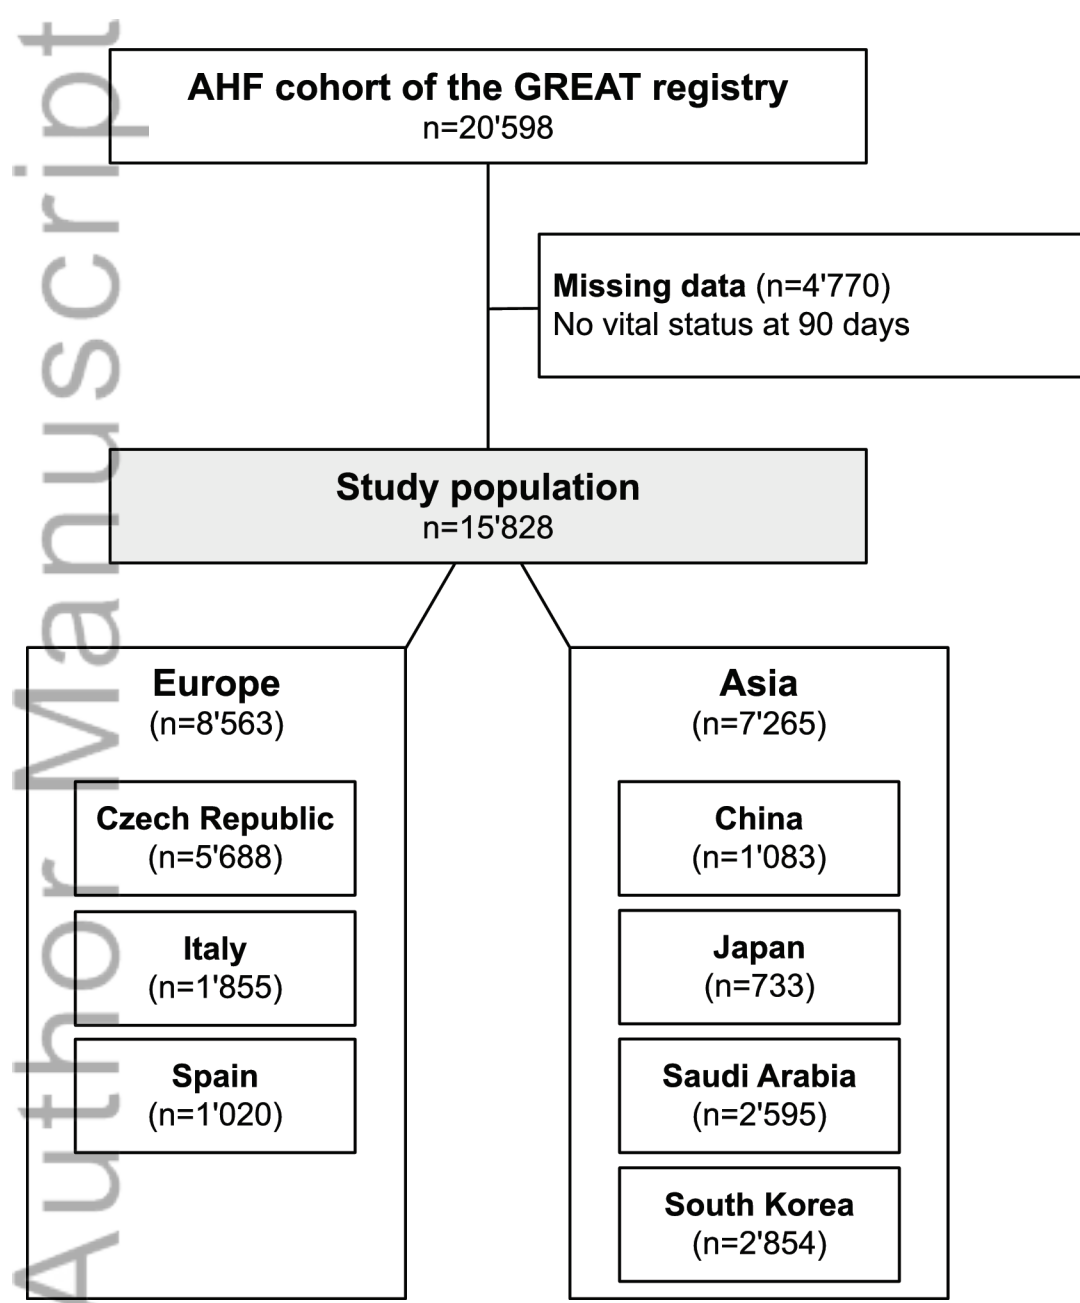 Author Manuscript
AHF cohort of the GREAT registry
n=20'598
Missing data (n=4'770)
No vital status at 90 days
Study population
n=15'828
Europe
(n=8'563)
Czech Republic
(n=5'688)
Italy
(n=1'855)
Spain
(n=1'020)
Asia
(n=7'265)
China
(n=1'083)
Japan
(n=733)
Saudi Arabia
(n=2'595)
South Korea
(n=2'854)